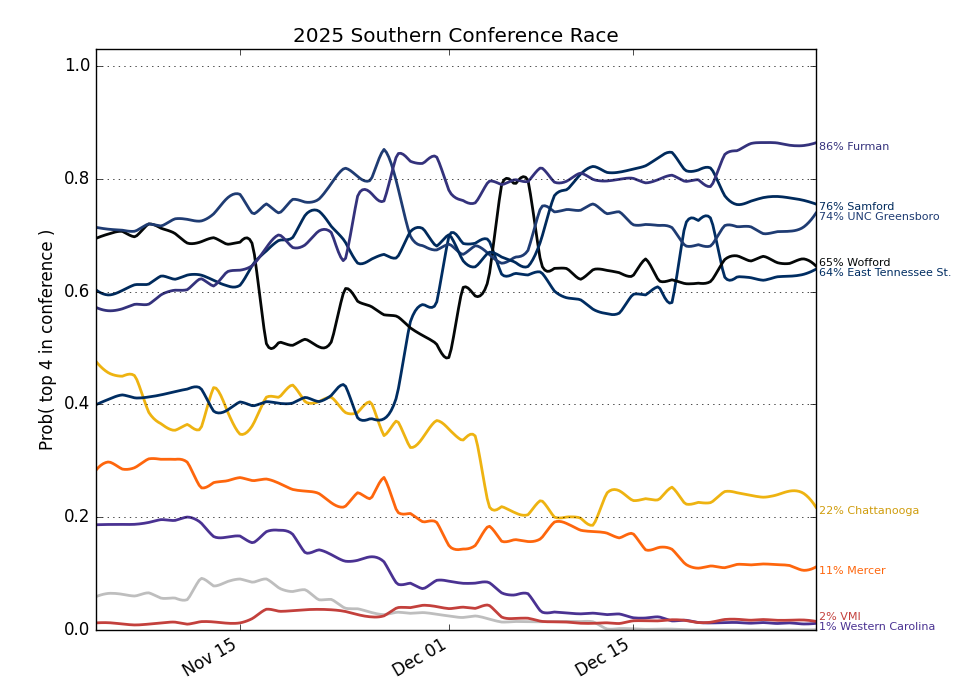 2025 Southern Conference Race
Prob( top 4 in conference )
1.0
0.8
0.6
0.4
0.2
0.0
Nov 15
Dec 01
Dec 15
86% Furman
76% Samford
74% UNC Greensboro
65% Wofford
64% East Tennessee St.
22% Chattanooga
11% Mercer
2% VMI
1% Western Carolina